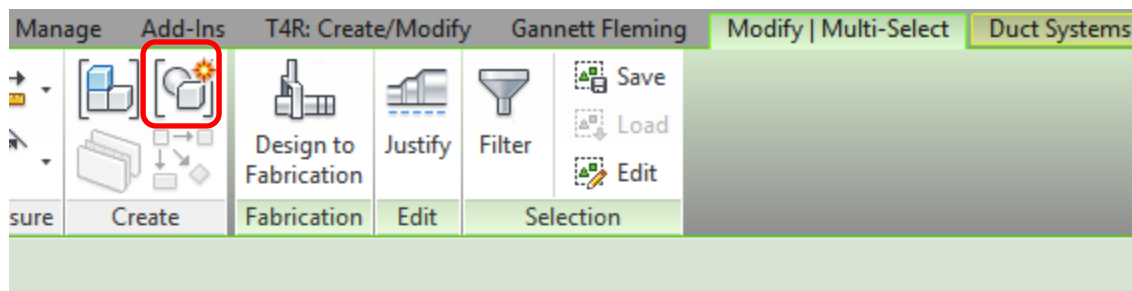 Manage Add-Ins T4R: Create/Modify Gannett Fleming Modify | Multi-Select Duct Systems
Save
Load
Design to Fabrication
Justify
Filter
Edit
sure Create Fabrication Edit Selection